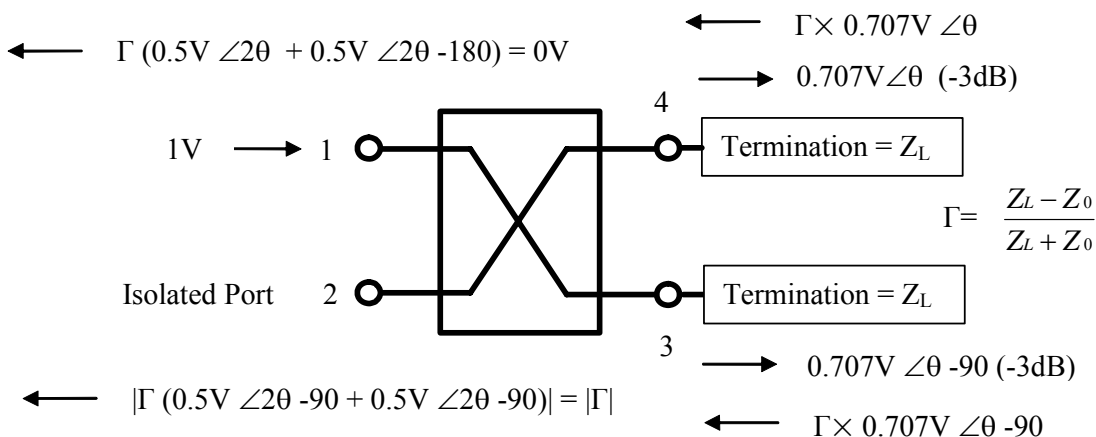 Γ× 0.707V ∠θ
Γ (0.5V ∠2θ + 0.5V ∠2θ -180) = 0V
0.707V∠θ (-3dB)
4
1V
1
Termination = Z_L
Γ= \frac{Z_L - Z_0}{Z_L + Z_0}
Isolated Port
2
Termination = Z_L
3
0.707V ∠θ -90 (-3dB)
|Γ (0.5V ∠2θ -90 + 0.5V ∠2θ -90)| = |Γ|
Γ× 0.707V ∠θ -90